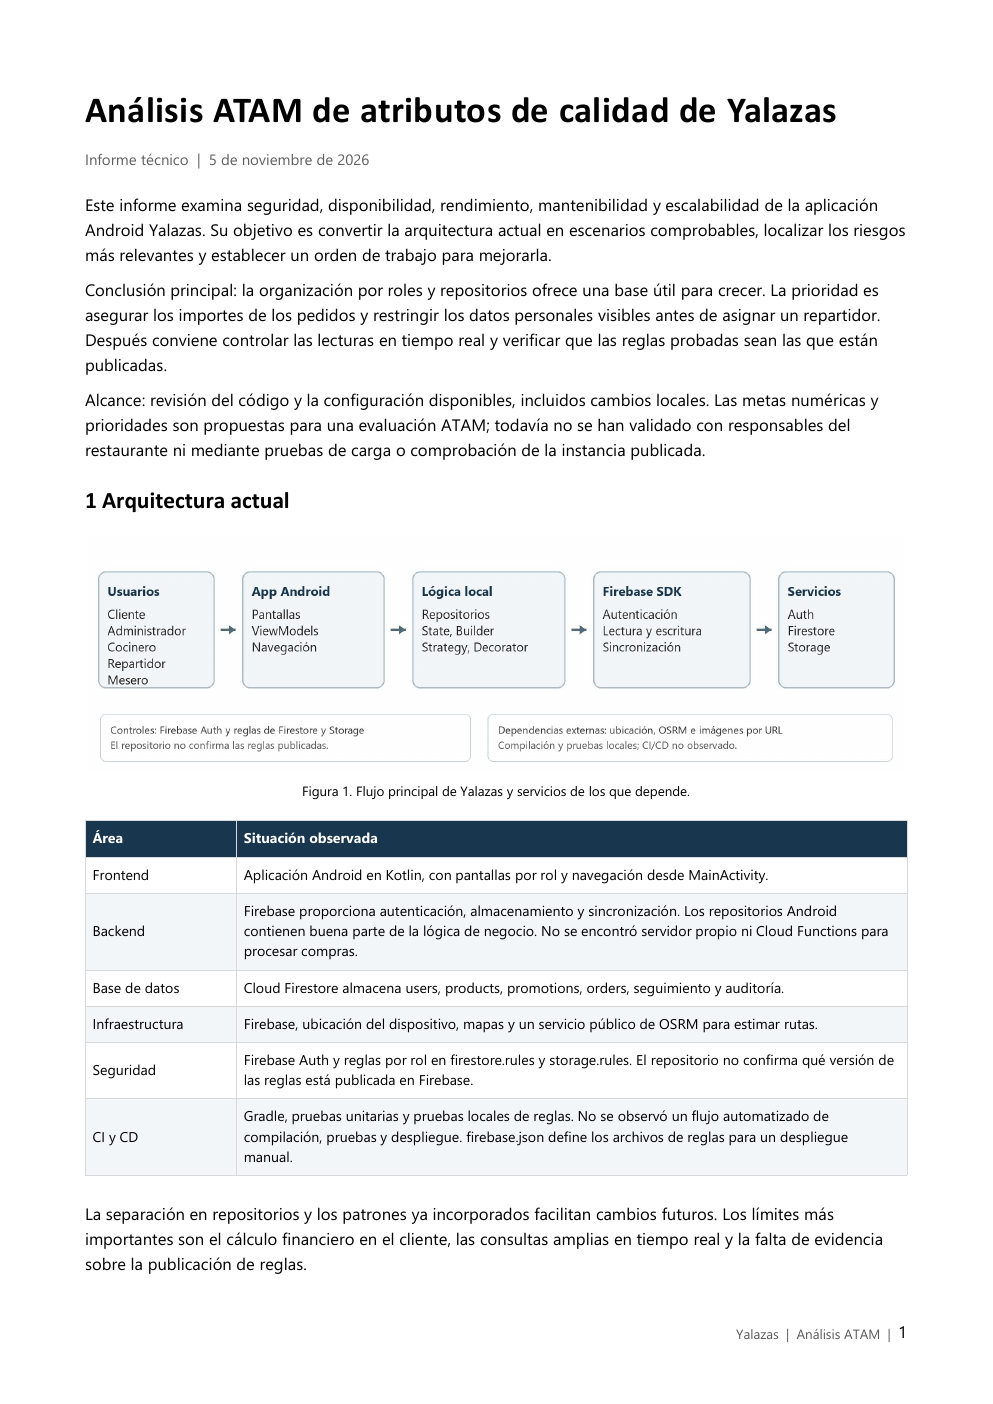 Análisis ATAM de atributos de calidad de Yalazas
Informe técnico | 5 de noviembre de 2026
Este informe examina seguridad, disponibilidad, rendimiento, mantenibilidad y escalabilidad de la aplicación
Android Yalazas. Su objetivo es convertir la arquitectura actual en escenarios comprobables, localizar los riesgos
más relevantes y establecer un orden de trabajo para mejorarla.
Conclusión principal: la organización por roles y repositorios ofrece una base útil para crecer. La prioridad es
asegurar los importes de los pedidos y restringir los datos personales visibles antes de asignar un repartidor.
Después conviene controlar las lecturas en tiempo real y verificar que las reglas probadas sean las que están
publicadas.
Alcance: revisión del código y la configuración disponibles, incluidos cambios locales. Las metas numéricas y
prioridades son propuestas para una evaluación ATAM; todavía no se han validado con responsables del
restaurante ni mediante pruebas de carga o comprobación de la instancia publicada.
1 Arquitectura actual
Usuarios
Cliente
Administrador
Cocinero
Repartidor
Mesero
App Android
Pantallas
ViewModels
Navegación
Lógica local
Repositorios
State, Builder
Strategy, Decorator
Firebase SDK
Autenticación
Lectura y escritura
Sincronización
Servicios
Auth
Firestore
Storage
Controles: Firebase Auth y reglas de Firestore y Storage
El repositorio no confirma las reglas publicadas.
Dependencias externas: ubicación, OSRM e imágenes por URL
Compilación y pruebas locales; CI/CD no observado.
Figura 1. Flujo principal de Yalazas y servicios de los que depende.
Área Situación observada
Frontend Aplicación Android en Kotlin, con pantallas por rol y navegación desde MainActivity.
Backend Firebase proporciona autenticación, almacenamiento y sincronización. Los repositorios Android
contienen buena parte de la lógica de negocio. No se encontró servidor propio ni Cloud Functions para
procesar compras.
Base de datos Cloud Firestore almacena users, products, promotions, orders, seguimiento y auditoría.
Infraestructura Firebase, ubicación del dispositivo, mapas y un servicio público de OSRM para estimar rutas.
Seguridad Firebase Auth y reglas por rol en firestore.rules y storage.rules. El repositorio no confirma qué versión de
las reglas está publicada en Firebase.
CI y CD Gradle, pruebas unitarias y pruebas locales de reglas. No se observó un flujo automatizado de
compilación, pruebas y despliegue. firebase.json define los archivos de reglas para un despliegue
manual.
La separación en repositorios y los patrones ya incorporados facilitan cambios futuros. Los límites más
importantes son el cálculo financiero en el cliente, las consultas amplias en tiempo real y la falta de evidencia
sobre la publicación de reglas.
Yalazas | Análisis ATAM | 1